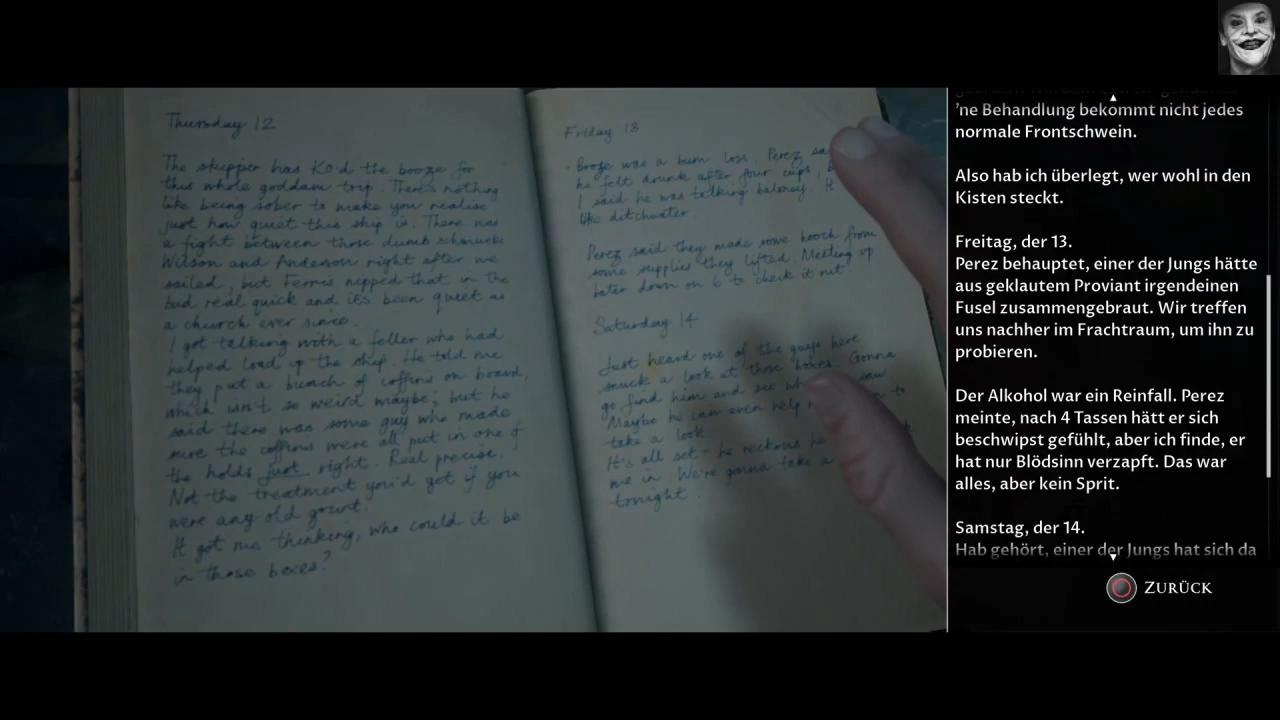 Thursday 12
The skipper has KO'd the booze for
this whole goddam trip. There's nothing
like being sober to make you realise
just how quiet this ship is. There was
a fight between those dumb schmucks
Wilson and Anderson right after we
sailed, but Ferris nipped that in the
bud real quick and it's been quiet as
a church ever since.
I got talking with a feller who had
helped load up the ship. He told me
they put a bunch of coffins on board,
which isn't so weird maybe; but he
said there was some guy who made
sure the coffins were all put in one of
the holds just right. Real precise.
Not the treatment you'd get if you
were any old grunt.
It got me thinking, who could it be
in those boxes?
Friday 13
Booze was a bum loss. Perez
he felt drunk after four cups,
I said he was talking baloney. It
like ditchwater
Perez said they made some hooch from
some supplies they lifted. Meeting up
later down on 6 to check it out
Saturday 14
Just heard one of the guys here
snuck a look at those boxes. Gonna
go find him and see saw
Maybe he can even help to
take a look
It's all set - he reckons he
me in. We're gonna take a
tonight.
'ne Behandlung bekommt nicht jedes
normale Frontschwein.
Also hab ich überlegt, wer wohl in den
Kisten steckt.
Freitag, der 13.
Perez behauptet, einer der Jungs hätte
aus geklautem Proviant irgendeinen
Fusel zusammengebraut. Wir treffen
uns nachher im Frachtraum, um ihn zu
probieren.
Der Alkohol war ein Reinfall. Perez
meinte, nach 4 Tassen hätt er sich
beschwipst gefühlt, aber ich finde, er
hat nur Blödsinn verzapft. Das war
alles, aber kein Sprit.
Samstag, der 14.
Hab gehört, einer der Jungs hat sich da
ZURÜCK